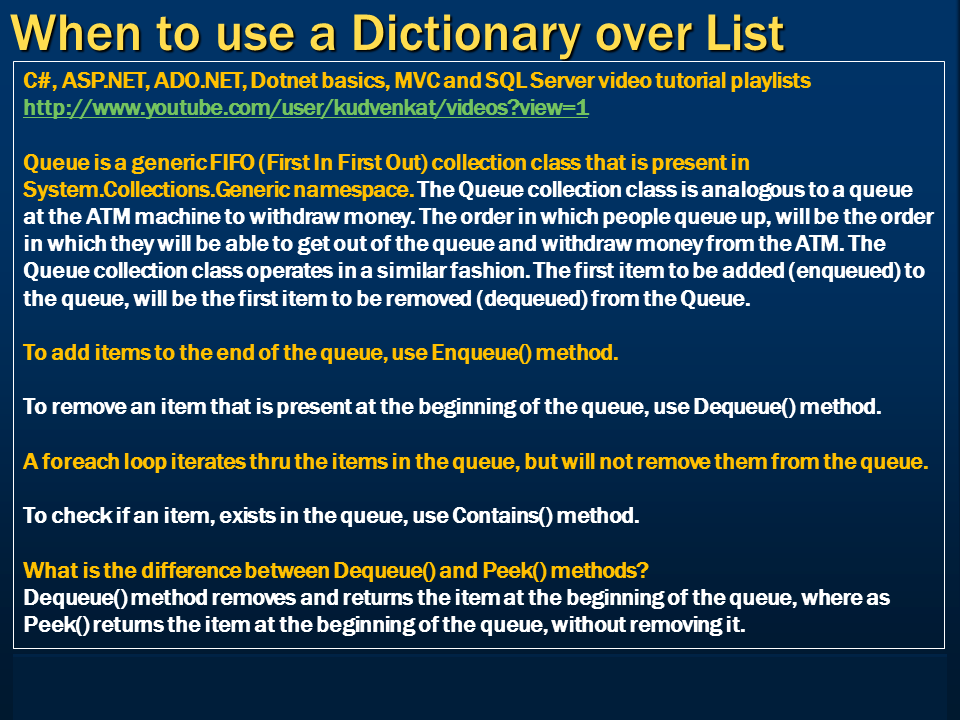 When to use a Dictionary over List
C#, ASP.NET, ADO.NET, Dotnet basics, MVC and SQL Server video tutorial playlists
http://www.youtube.com/user/kudvenkat/videos?view=1
Queue is a generic FIFO (First In First Out) collection class that is present in
System.Collections.Generic namespace. The Queue collection class is analogous to a queue
at the ATM machine to withdraw money. The order in which people queue up, will be the order
in which they will be able to get out of the queue and withdraw money from the ATM. The
Queue collection class operates in a similar fashion. The first item to be added (enqueued) to
the queue, will be the first item to be removed (dequeued) from the Queue.
To add items to the end of the queue, use Enqueue() method.
To remove an item that is present at the beginning of the queue, use Dequeue() method.
A foreach loop iterates thru the items in the queue, but will not remove them from the queue.
To check if an item, exists in the queue, use Contains() method.
What is the difference between Dequeue() and Peek() methods?
Dequeue() method removes and returns the item at the beginning of the queue, where as
Peek() returns the item at the beginning of the queue, without removing it.